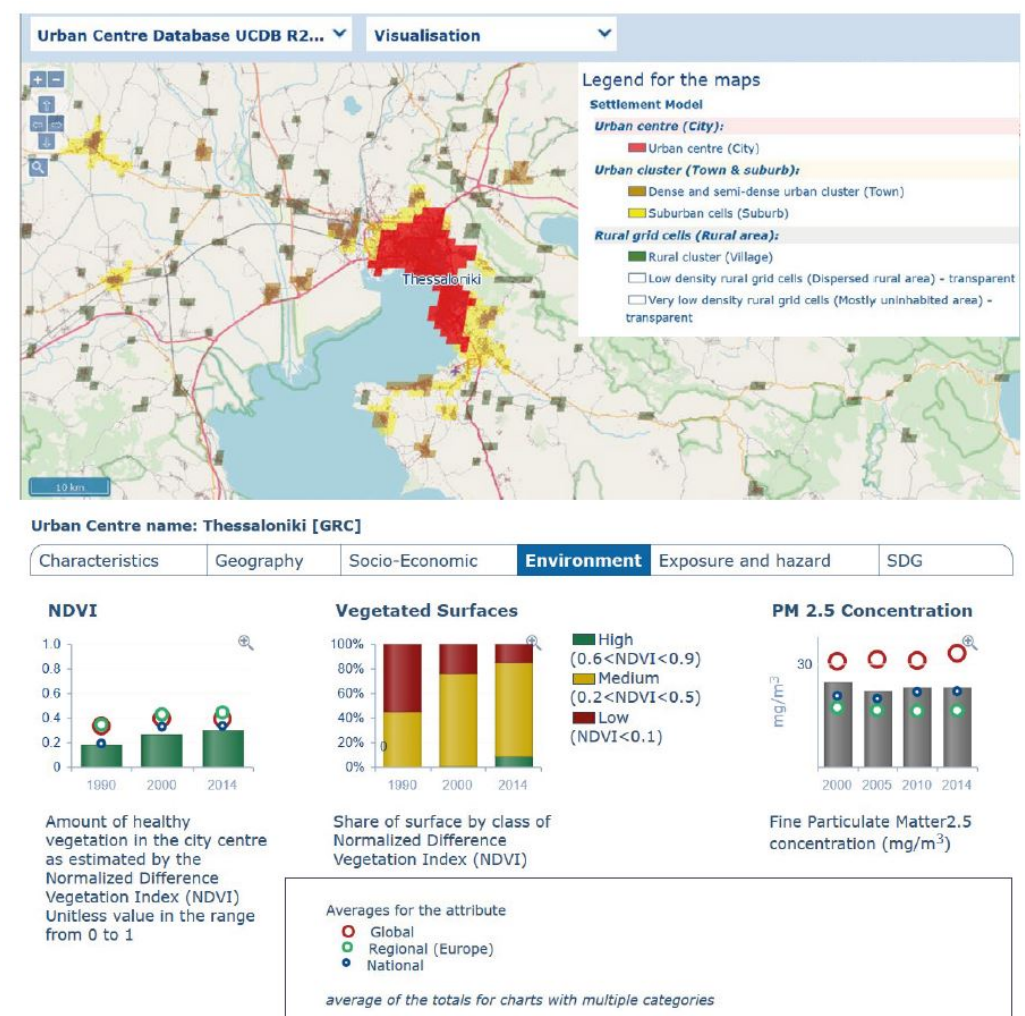 Urban Centre Database UCDB R2...
Visualisation
Legend for the maps
Settlement Model
Urban centre (City):
Urban centre (City)
Urban cluster (Town & suburb):
Dense and semi-dense urban cluster (Town)
Suburban cells (Suburb)
Rural grid cells (Rural area):
Rural cluster (Village)
Low density rural grid cells (Dispersed rural area) - transparent
Very low density rural grid cells (Mostly uninhabited area) -
transparent
Thessaloniki
10 km
Urban Centre name: Thessaloniki [GRC]
Characteristics
Geography
Socio-Economic
Environment
Exposure and hazard
SDG
NDVI
1.0
0.8
0.6
0.4
0.2
0
1990 2000 2014
Amount of healthy
vegetation in the city centre
as estimated by the
Normalized Difference
Vegetation Index (NDVI)
Unitless value in the range
from 0 to 1
Vegetated Surfaces
100%
80%
60%
40%
20%
0%
0
1990 2000 2014
High
(0.6<NDVI<0.9)
Medium
(0.2<NDVI<0.5)
Low
(NDVI<0.1)
Share of surface by class of
Normalized Difference
Vegetation Index (NDVI)
PM 2.5 Concentration
30
mg/m³
2000 2005 2010 2014
Fine Particulate Matter2.5
concentration (mg/m³)
Averages for the attribute
Global
Regional (Europe)
National
average of the totals for charts with multiple categories